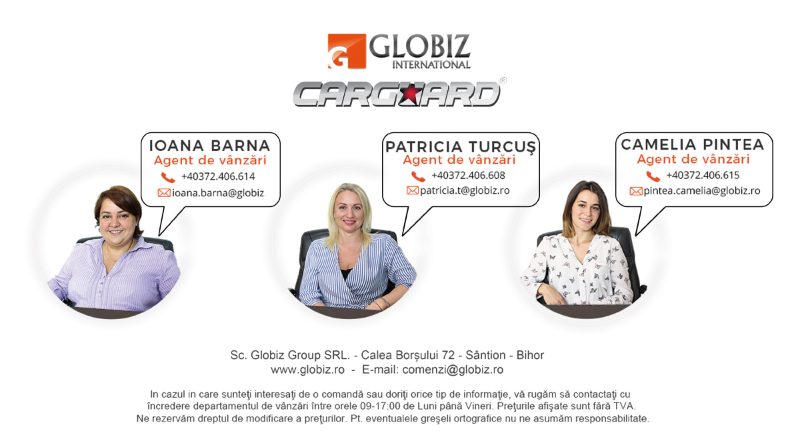 G GLOBIZ
INTERNATIONAL
CARGUARD®
IOANA BARNA
Agent de vânzări
+40372.406.614
ioana.barna@globiz
PATRICIA TURCUȘ
Agent de vânzări
+40372.406.608
patricia.t@globiz.ro
CAMELIA PINTEA
Agent de vânzări
+40372.406.615
pintea.camelia@globiz.ro
Sc. Globiz Group SRL. - Calea Borșului 72 - Sântion - Bihor
www.globiz.ro - E-mail: comenzi@globiz.ro
In cazul in care sunteţi interesaţi de o comandă sau doriţi orice tip de informaţie, vă rugăm să contactaţi cu
încredere departamentul de vânzări între orele 09-17:00 de Luni până Vineri. Preţurile afişate sunt fără TVA.
Ne rezervăm dreptul de modificare a preţurilor. Pt. eventualele greşeli ortografice nu ne asumăm responsabilitate.